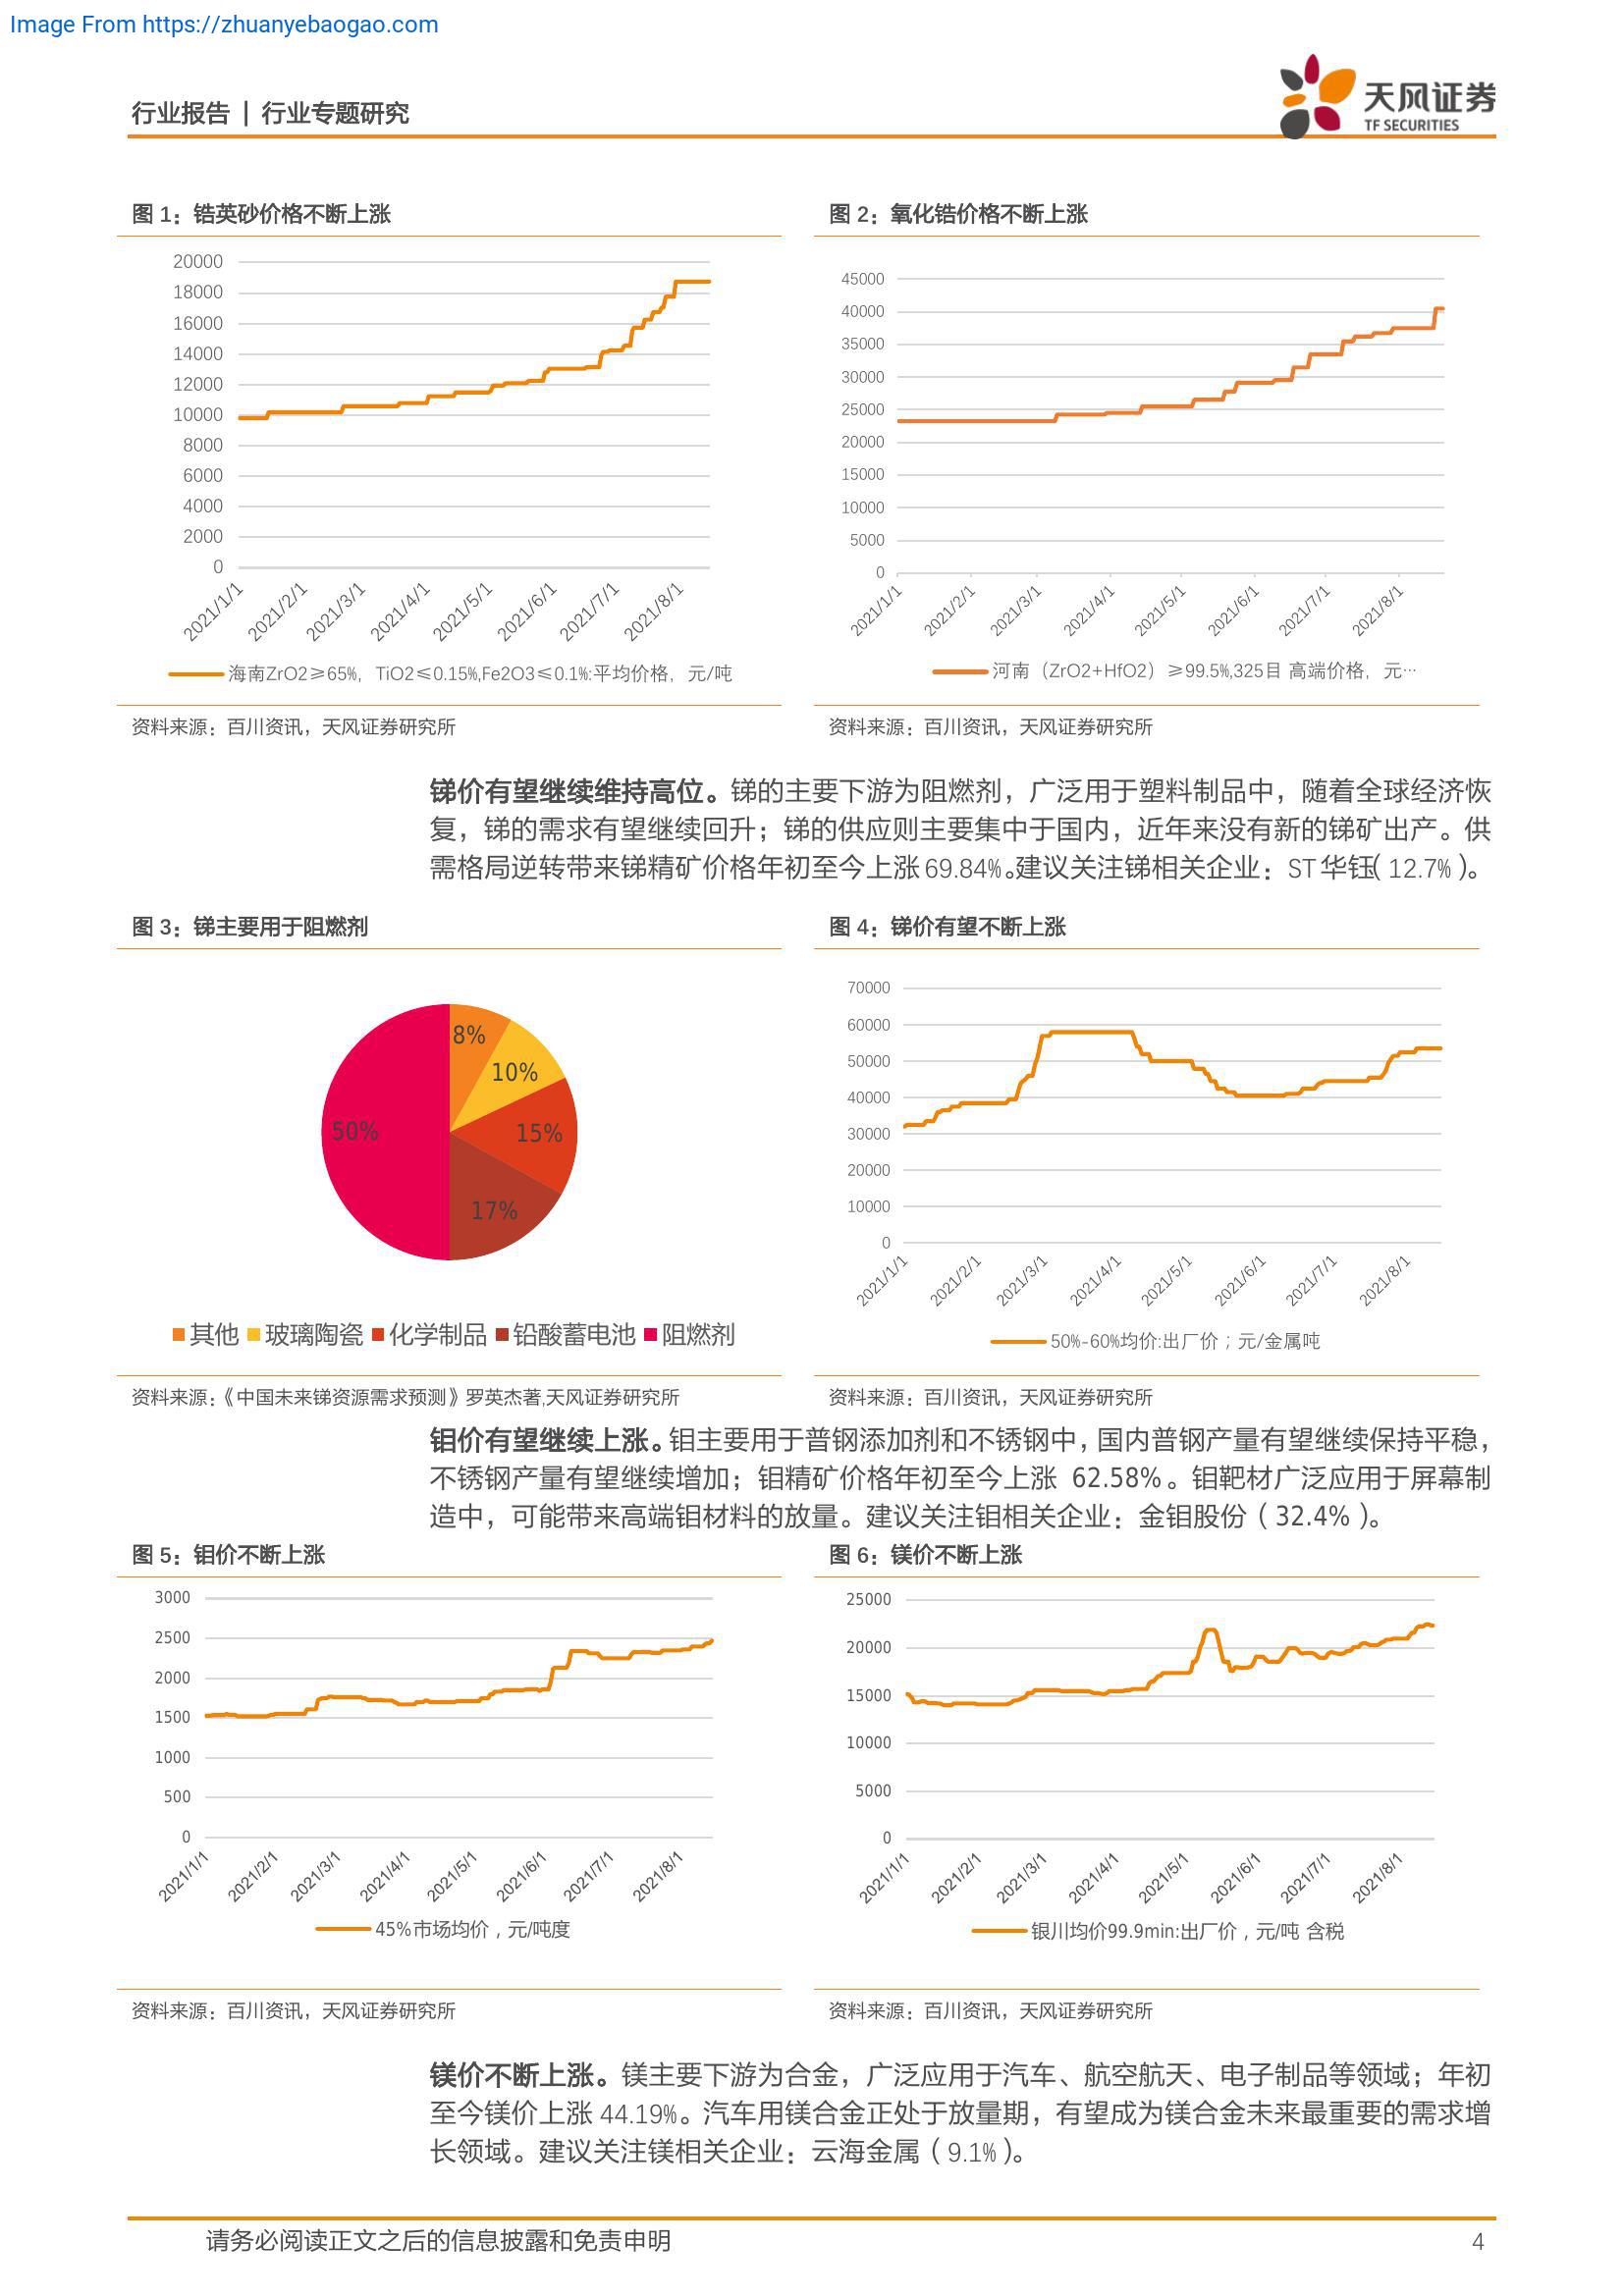 Image From https://zhuanyebaogao.com
行业报告 | 行业专题研究
天风证券
TF SECURITIES
图 1：锆英砂价格不断上涨
20000
18000
16000
14000
12000
10000
8000
6000
4000
2000
0
2021/1/1
2021/2/1
2021/3/1
2021/4/1
2021/5/1
2021/6/1
2021/7/1
2021/8/1
海南ZrO2≥65%，TiO2≤0.15%,Fe2O3≤0.1%:平均价格，元/吨
资料来源：百川资讯，天风证券研究所
图 2：氧化锆价格不断上涨
45000
40000
35000
30000
25000
20000
15000
10000
5000
0
2021/1/1
2021/2/1
2021/3/1
2021/4/1
2021/5/1
2021/6/1
2021/7/1
2021/8/1
河南（ZrO2+HfO2）≥99.5%,325目 高端价格，元…
资料来源：百川资讯，天风证券研究所
锑价有望继续维持高位。锑的主要下游为阻燃剂，广泛用于塑料制品中，随着全球经济恢
复，锑的需求有望继续回升；锑的供应则主要集中于国内，近年来没有新的锑矿出产。供
需格局逆转带来锑精矿价格年初至今上涨 69.84%。建议关注锑相关企业：ST 华钰（12.7%）。
图 3：锑主要用于阻燃剂
8%
10%
15%
17%
50%
其他 玻璃陶瓷 化学制品 铅酸蓄电池 阻燃剂
资料来源：《中国未来锑资源需求预测》罗英杰著,天风证券研究所
图 4：锑价有望不断上涨
70000
60000
50000
40000
30000
20000
10000
0
2021/1/1
2021/2/1
2021/3/1
2021/4/1
2021/5/1
2021/6/1
2021/7/1
2021/8/1
50%-60%均价:出厂价；元/金属吨
资料来源：百川资讯，天风证券研究所
钼价有望继续上涨。钼主要用于普钢添加剂和不锈钢中，国内普钢产量有望继续保持平稳，
不锈钢产量有望继续增加；钼精矿价格年初至今上涨 62.58%。钼靶材广泛应用于屏幕制
造中，可能带来高端钼材料的放量。建议关注钼相关企业：金钼股份（32.4%）。
图 5：钼价不断上涨
3000
2500
2000
1500
1000
500
0
2021/1/1
2021/2/1
2021/3/1
2021/4/1
2021/5/1
2021/6/1
2021/7/1
2021/8/1
45%市场均价，元/吨度
资料来源：百川资讯，天风证券研究所
图 6：镁价不断上涨
25000
20000
15000
10000
5000
0
2021/1/1
2021/2/1
2021/3/1
2021/4/1
2021/5/1
2021/6/1
2021/7/1
2021/8/1
银川均价99.9min:出厂价，元/吨 含税
资料来源：百川资讯，天风证券研究所
镁价不断上涨。镁主要下游为合金，广泛应用于汽车、航空航天、电子制品等领域；年初
至今镁价上涨 44.19%。汽车用镁合金正处于放量期，有望成为镁合金未来最重要的需求增
长领域。建议关注镁相关企业：云海金属（9.1%）。
请务必阅读正文之后的信息披露和免责申明
4